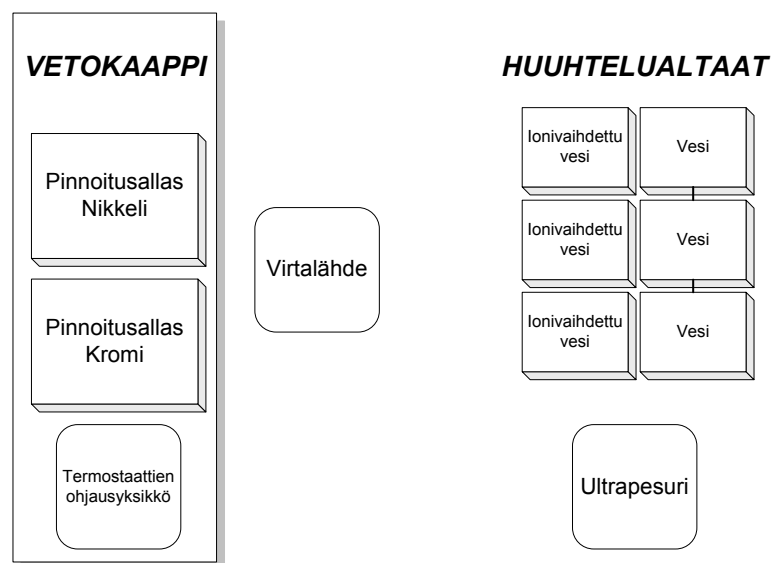 VETOKAAPPI
Pinnoitusallas
Nikkeli
Pinnoitusallas
Kromi
Termostaattien
ohjausyksikkö
Virtalähde
HUUHTELUALTAAT
Ionivaihdettu
vesi
Vesi
Ionivaihdettu
vesi
Vesi
Ionivaihdettu
vesi
Vesi
Ultrapesuri